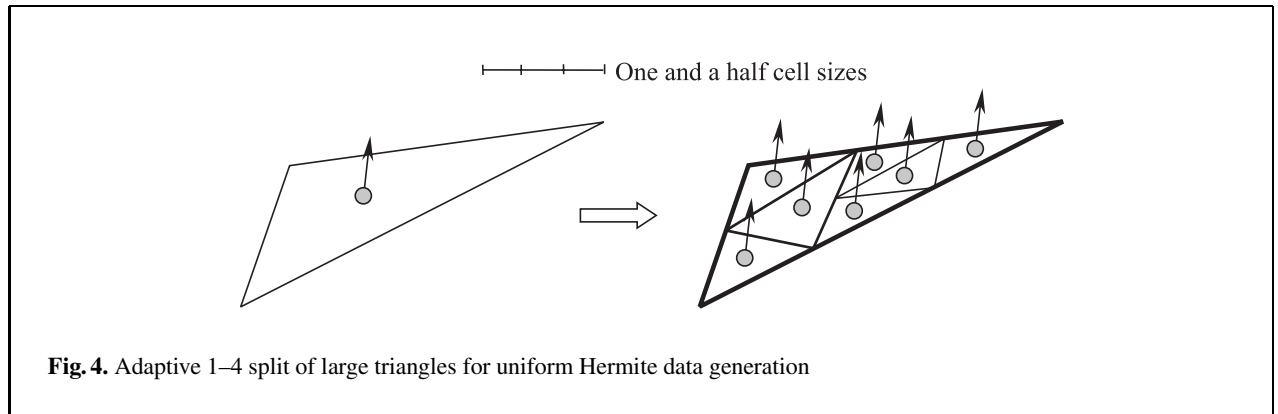 One and a half cell sizes
Fig. 4. Adaptive 1–4 split of large triangles for uniform Hermite data generation